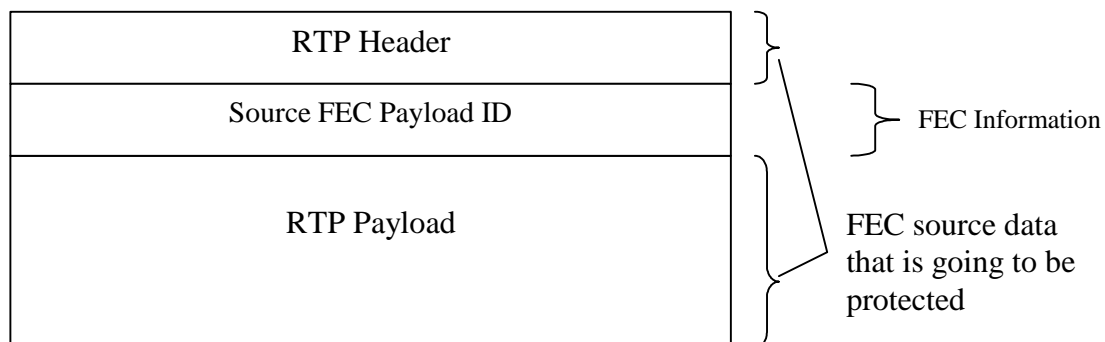 RTP Header
Source FEC Payload ID
FEC Information
RTP Payload
FEC source data
that is going to be
protected